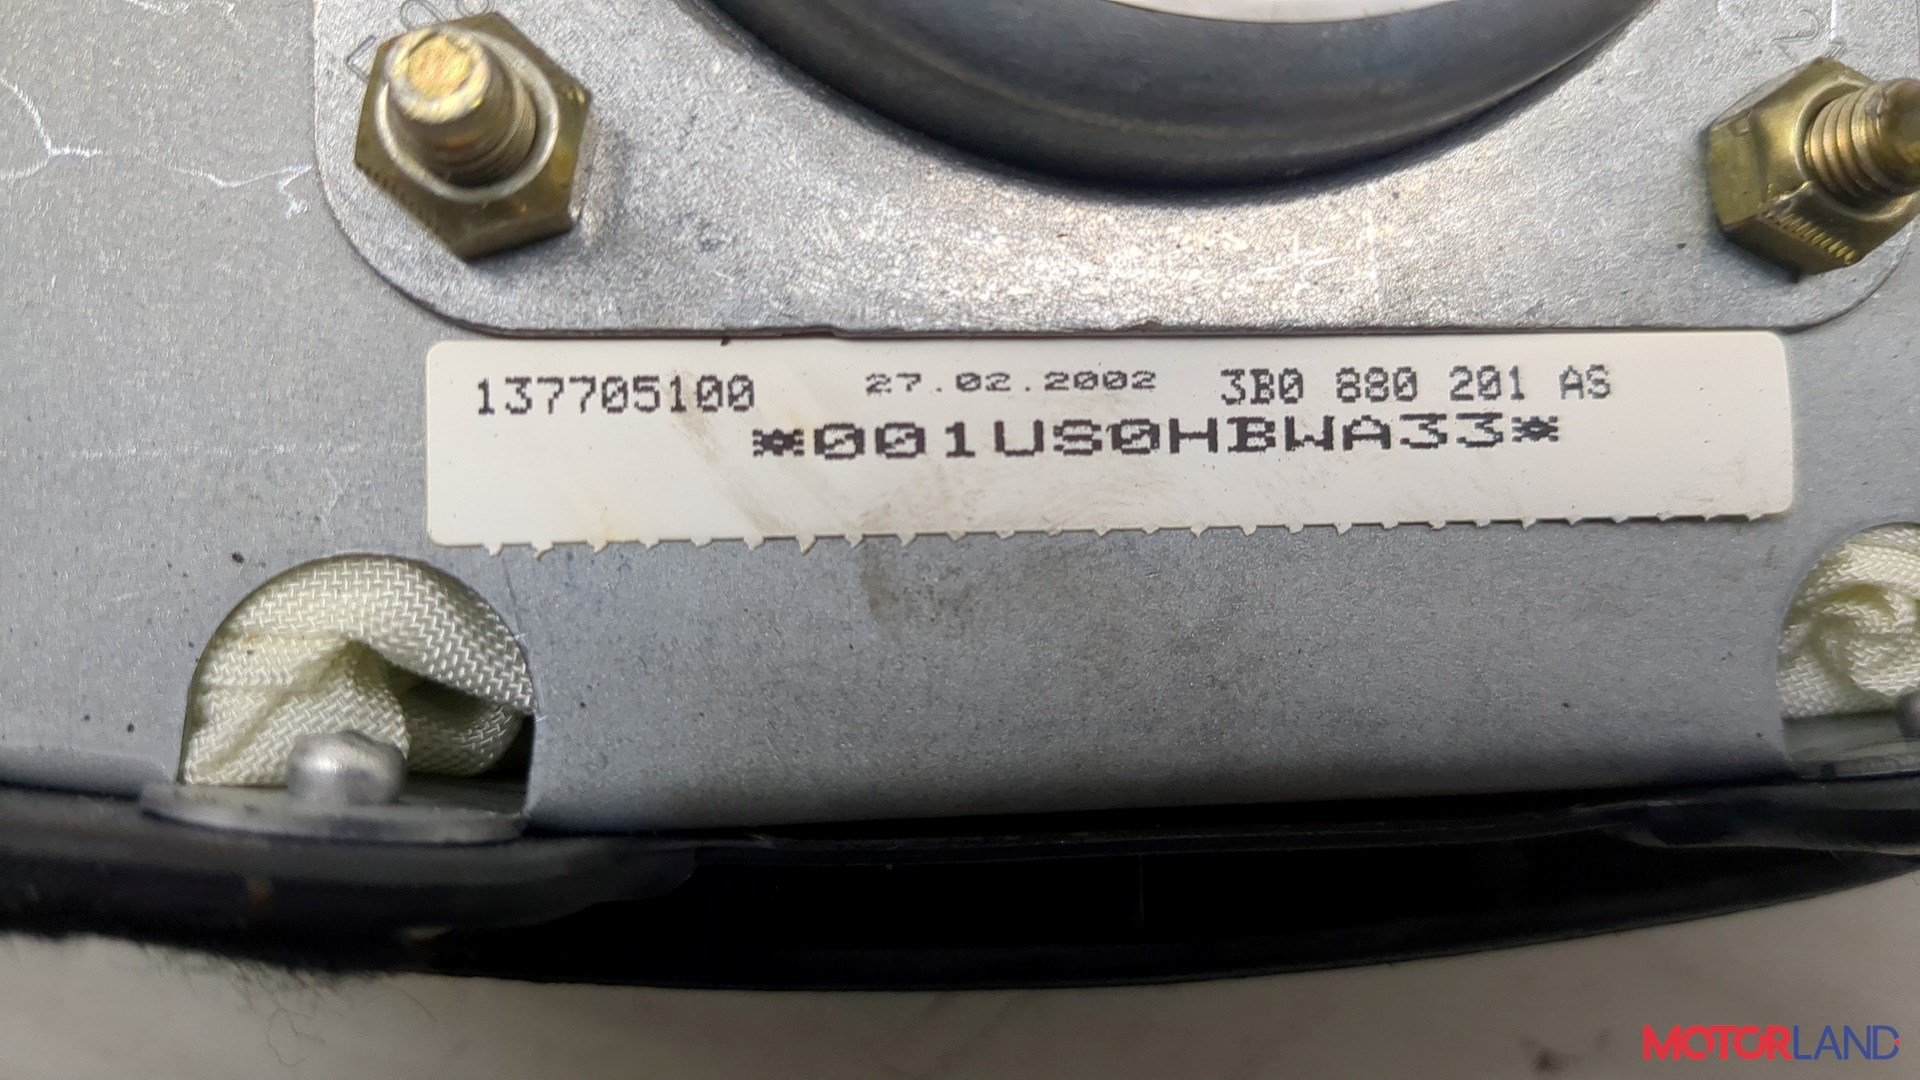 137705100 27.02.2002 3B0 880 201 AS
*001US0HBWA33*
MOTORLAND